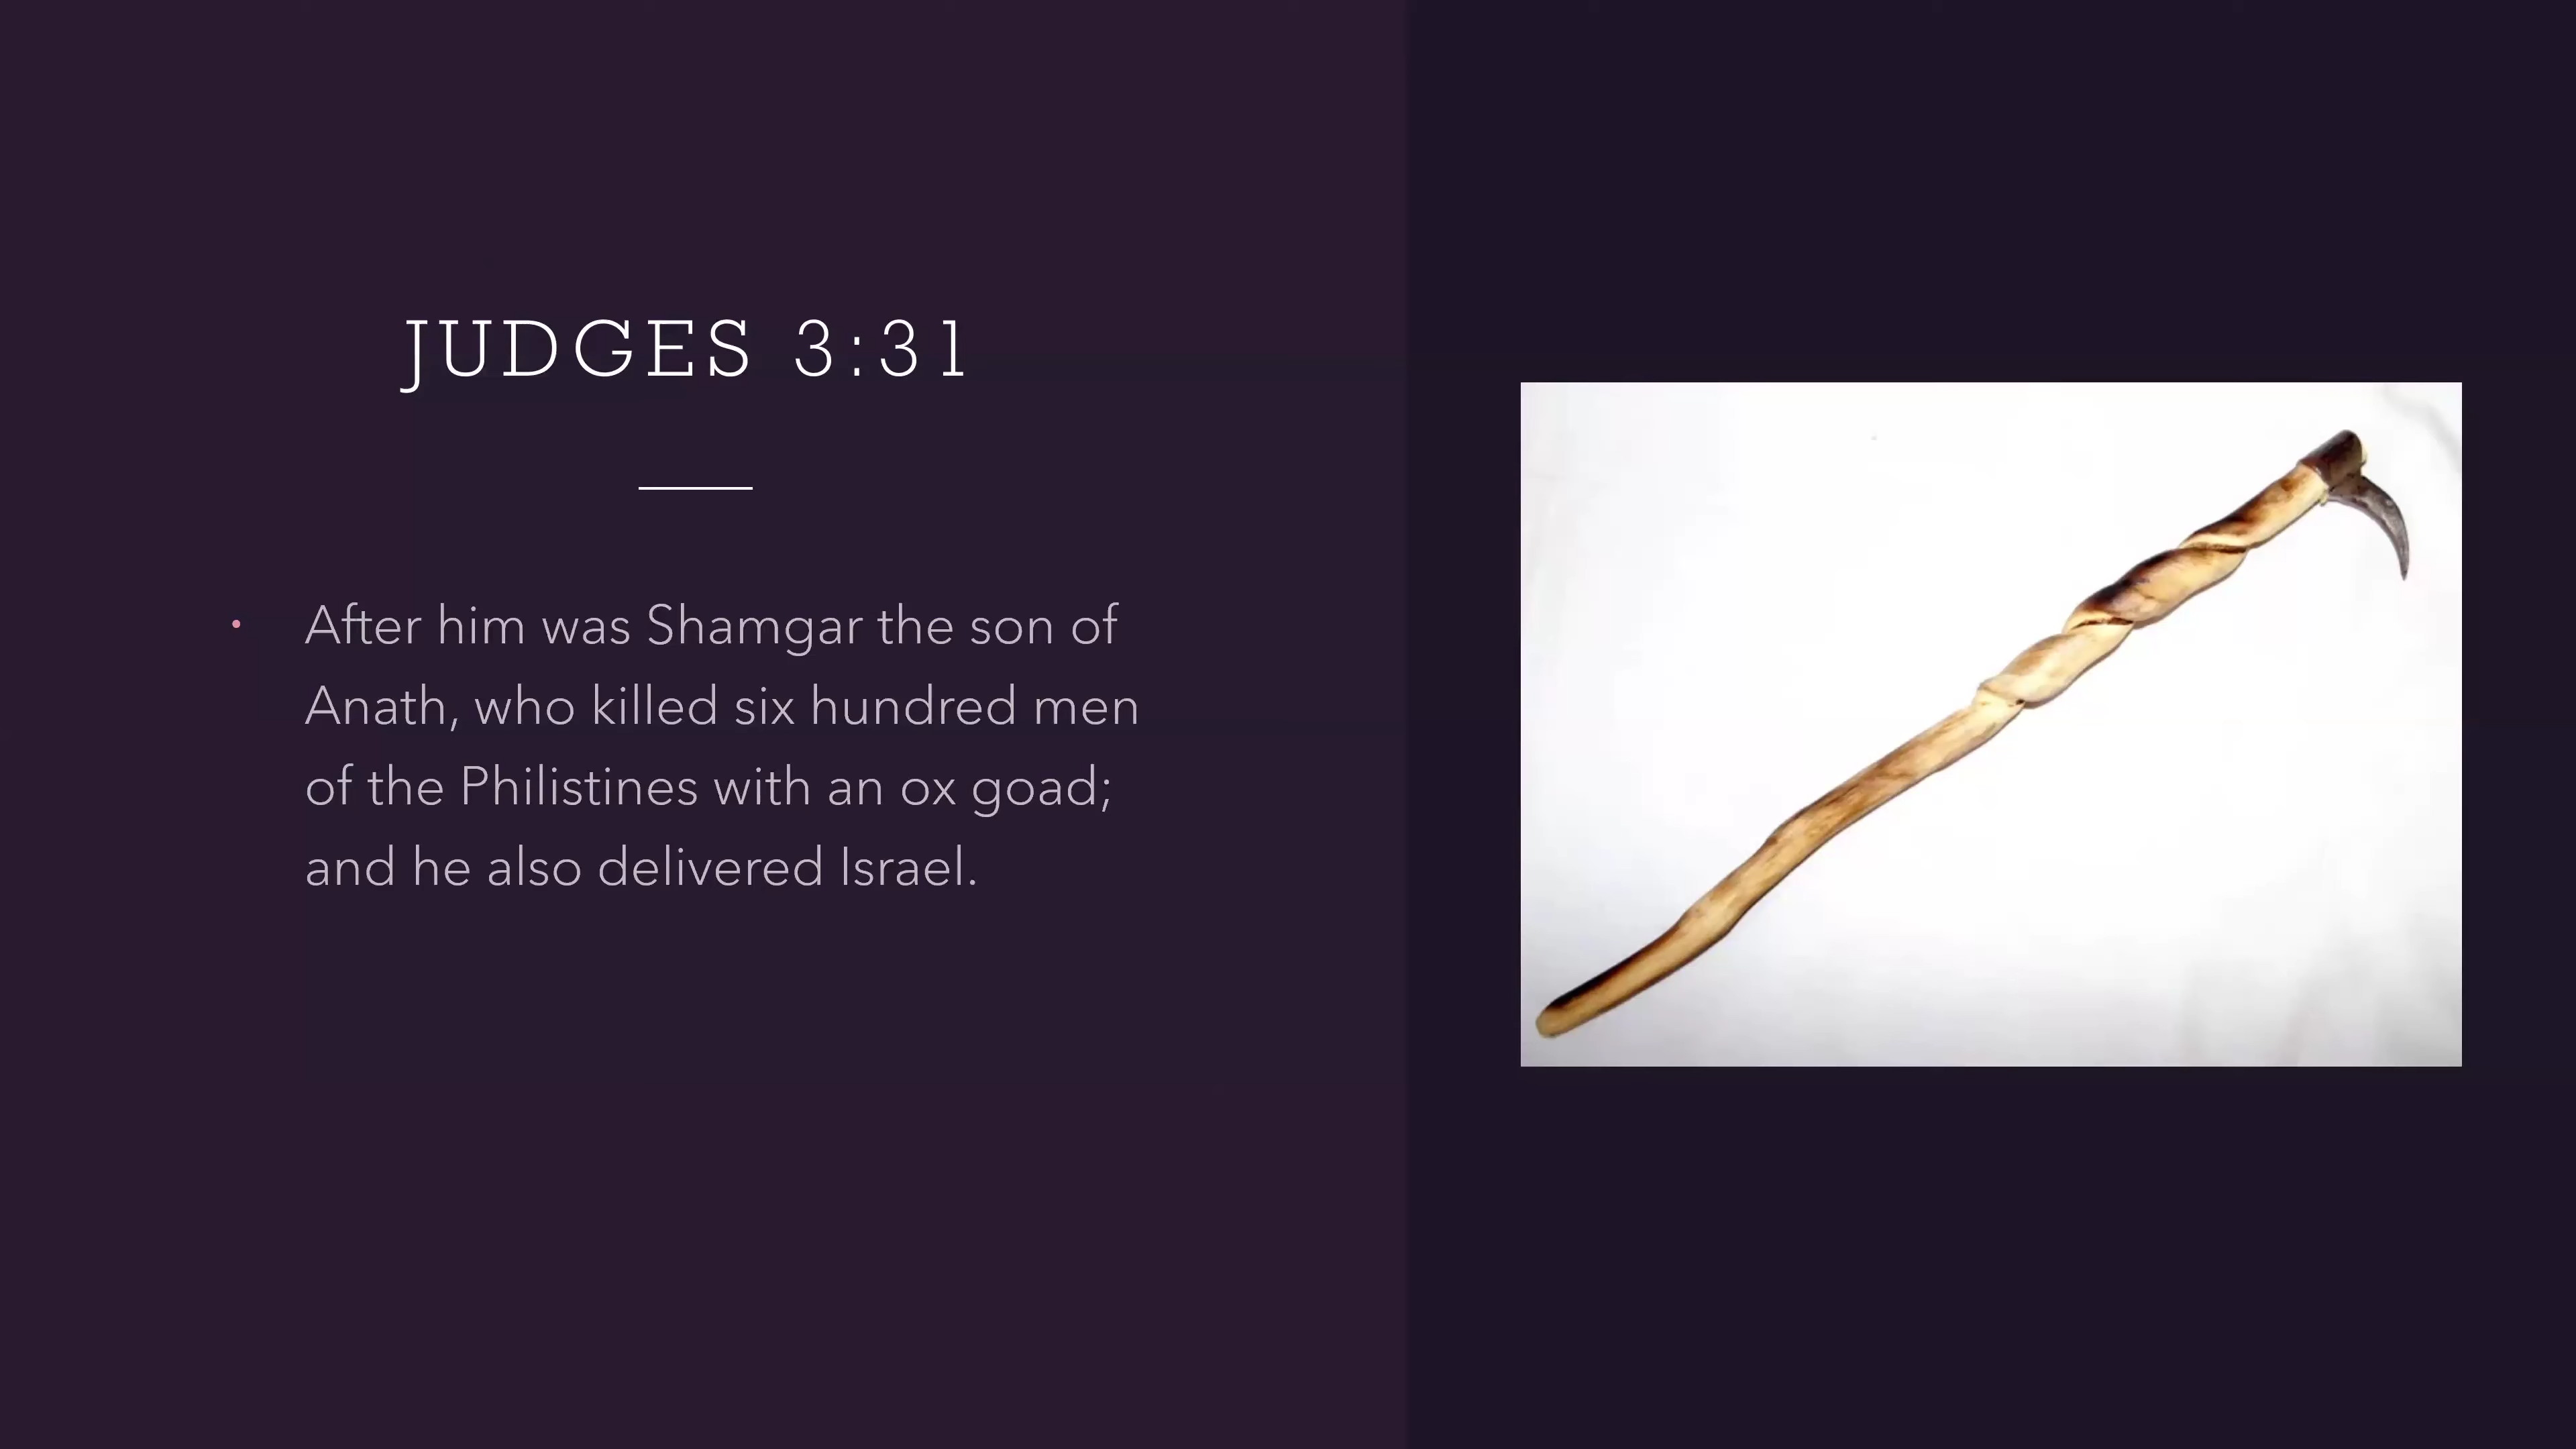 JUDGES 3:31
• After him was Shamgar the son of
Anath, who killed six hundred men
of the Philistines with an ox goad;
and he also delivered Israel.